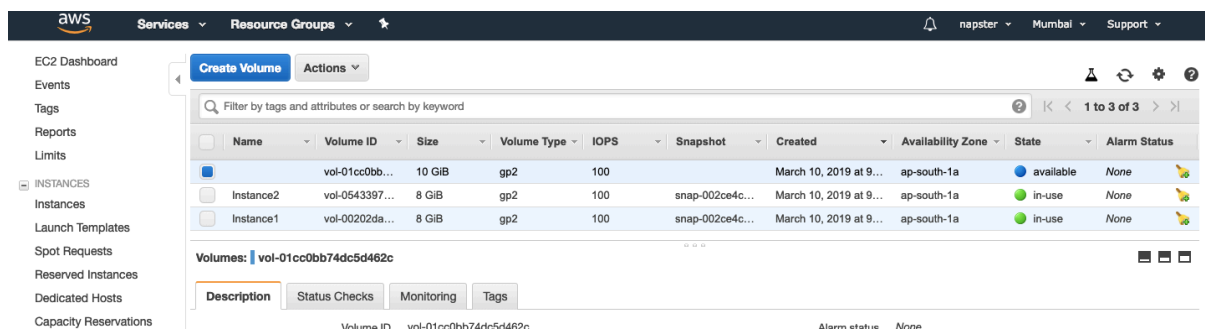 aws Services Resource Groups napster Mumbai Support
EC2 Dashboard
Events
Tags
Reports
Limits
INSTANCES
Instances
Launch Templates
Spot Requests
Reserved Instances
Dedicated Hosts
Capacity Reservations
Create Volume Actions
Filter by tags and attributes or search by keyword 1 to 3 of 3
Name Volume ID Size Volume Type IOPS Snapshot Created Availability Zone State Alarm Status
vol-01cc0bb... 10 GiB gp2 100 March 10, 2019 at 9... ap-south-1a available None
Instance2 vol-0543397... 8 GiB gp2 100 snap-002ce4c... March 10, 2019 at 9... ap-south-1a in-use None
Instance1 vol-00202da... 8 GiB gp2 100 snap-002ce4c... March 10, 2019 at 9... ap-south-1a in-use None
Volumes: vol-01cc0bb74dc5d462c
Description Status Checks Monitoring Tags
Volume ID vol-01cc0bb74dc5d462c Alarm status None